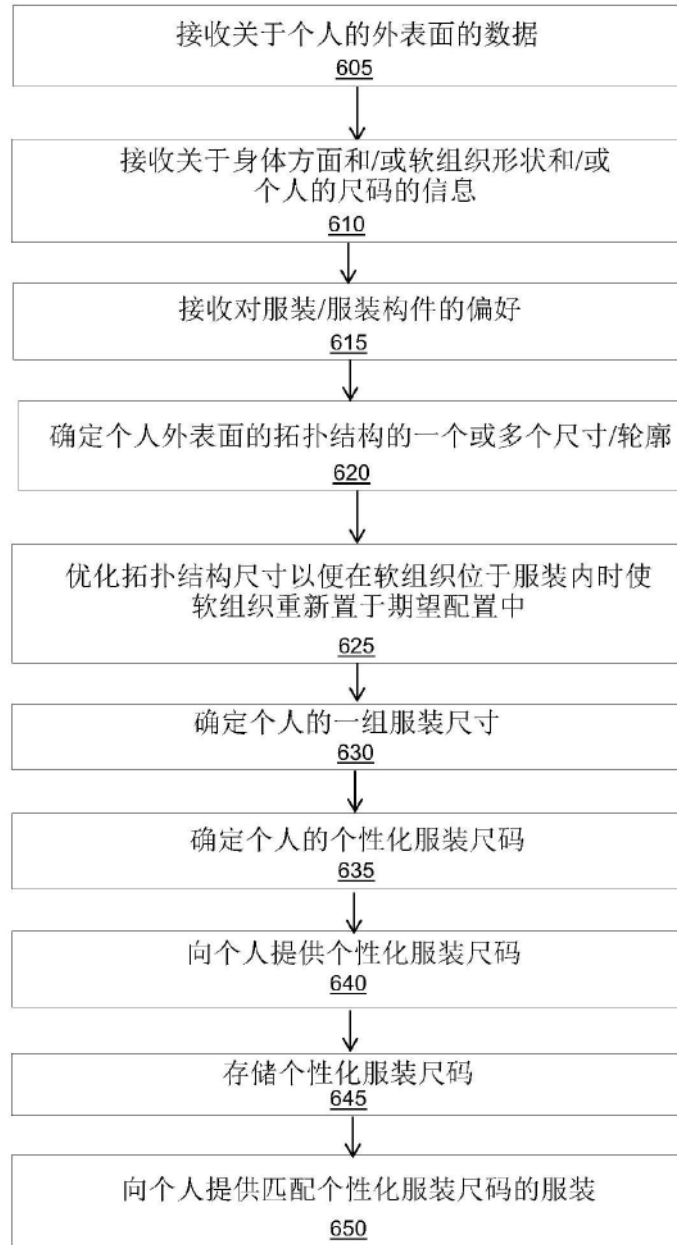 接收关于个人的外表面的数据
605
接收关于身体方面和/或软组织形状和/或
个人的尺码的信息
610
接收对服装/服装构件的偏好
615
确定个人外表面的拓扑结构的一个或多个尺寸/轮廓
620
优化拓扑结构尺寸以便在软组织位于服装内时使
软组织重新置于期望配置中
625
确定个人的一组服装尺寸
630
确定个人的个性化服装尺码
635
向个人提供个性化服装尺码
640
存储个性化服装尺码
645
向个人提供匹配个性化服装尺码的服装
650